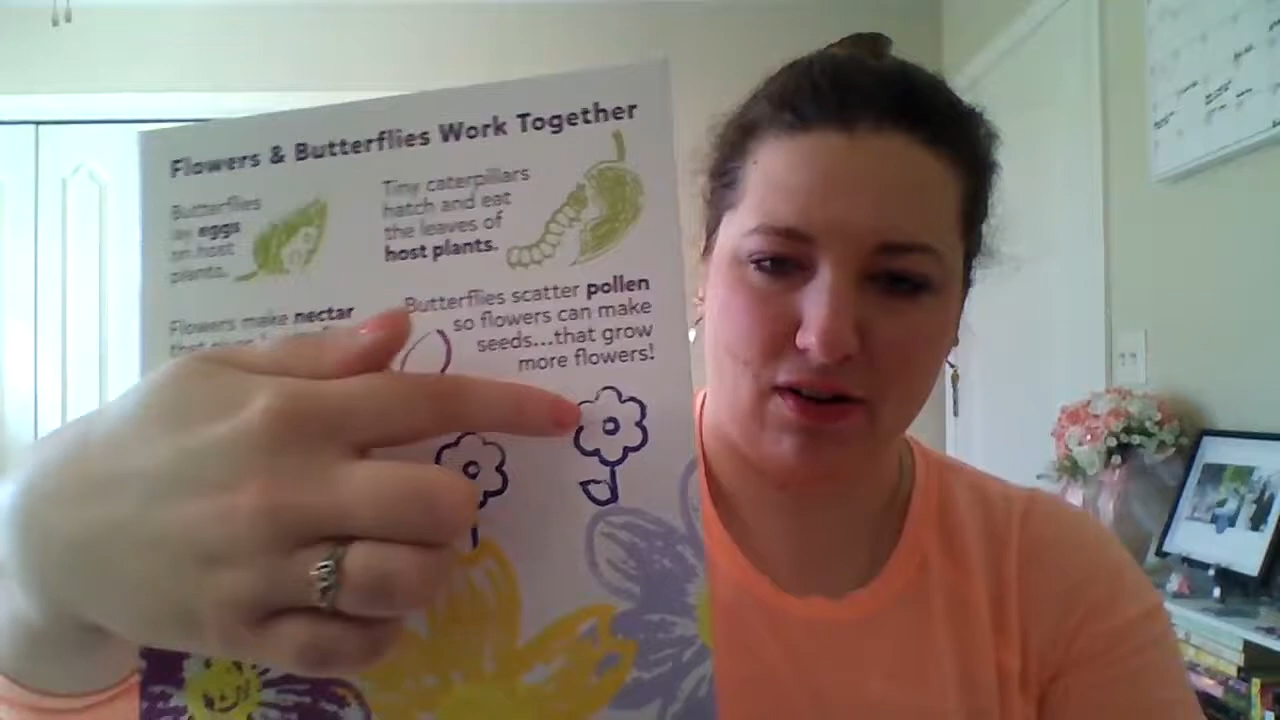 Flowers & Butterflies Work Together
Butterflies
lay eggs
on host
plants.
Tiny caterpillars
hatch and eat
the leaves of
host plants.
Flowers make nectar
Butterflies scatter pollen
so flowers can make
seeds...that grow
more flowers!